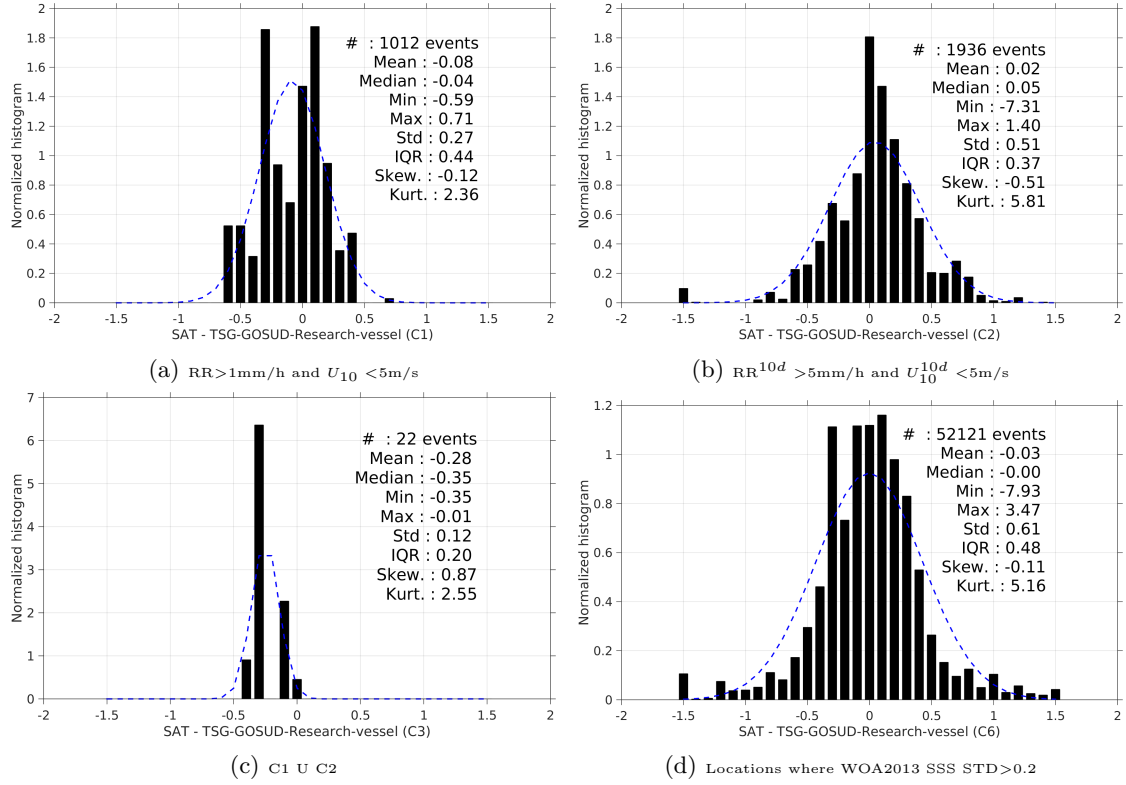 2
1.8
1.6
1.4
1.2
1
0.8
0.6
0.4
0.2
0
Normalized histogram
# : 1012 events
Mean : -0.08
Median : -0.04
Min : -0.59
Max : 0.71
Std : 0.27
IQR : 0.44
Skew. : -0.12
Kurt. : 2.36
-2 -1.5 -1 -0.5 0 0.5 1 1.5 2
SAT - TSG-GOSUD-Research-vessel (C1)
(a) RR>1mm/h and U10 <5m/s
2
1.8
1.6
1.4
1.2
1
0.8
0.6
0.4
0.2
0
Normalized histogram
# : 1936 events
Mean : 0.02
Median : 0.05
Min : -7.31
Max : 1.40
Std : 0.51
IQR : 0.37
Skew. : -0.51
Kurt. : 5.81
-2 -1.5 -1 -0.5 0 0.5 1 1.5 2
SAT - TSG-GOSUD-Research-vessel (C2)
(b) RR^10d >5mm/h and U10^10d <5m/s
7
6
5
4
3
2
1
0
Normalized histogram
# : 22 events
Mean : -0.28
Median : -0.35
Min : -0.35
Max : -0.01
Std : 0.12
IQR : 0.20
Skew. : 0.87
Kurt. : 2.55
-2 -1.5 -1 -0.5 0 0.5 1 1.5 2
SAT - TSG-GOSUD-Research-vessel (C3)
(c) C1 U C2
1.2
1
0.8
0.6
0.4
0.2
0
Normalized histogram
# : 52121 events
Mean : -0.03
Median : -0.00
Min : -7.93
Max : 3.47
Std : 0.61
IQR : 0.48
Skew. : -0.11
Kurt. : 5.16
-2 -1.5 -1 -0.5 0 0.5 1 1.5 2
SAT - TSG-GOSUD-Research-vessel (C6)
(d) Locations where WOA2013 SSS STD>0.2